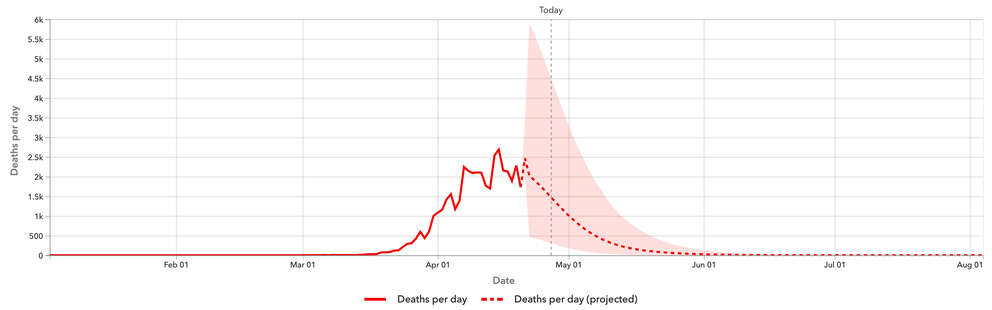 Today
6k
5.5k
5k
4.5k
4k
3.5k
3k
2.5k
2k
1.5k
1k
500
0
Deaths per day
Feb 01 Mar 01 Apr 01 May 01 Jun 01 Jul 01 Aug 01
Date
Deaths per day Deaths per day (projected)